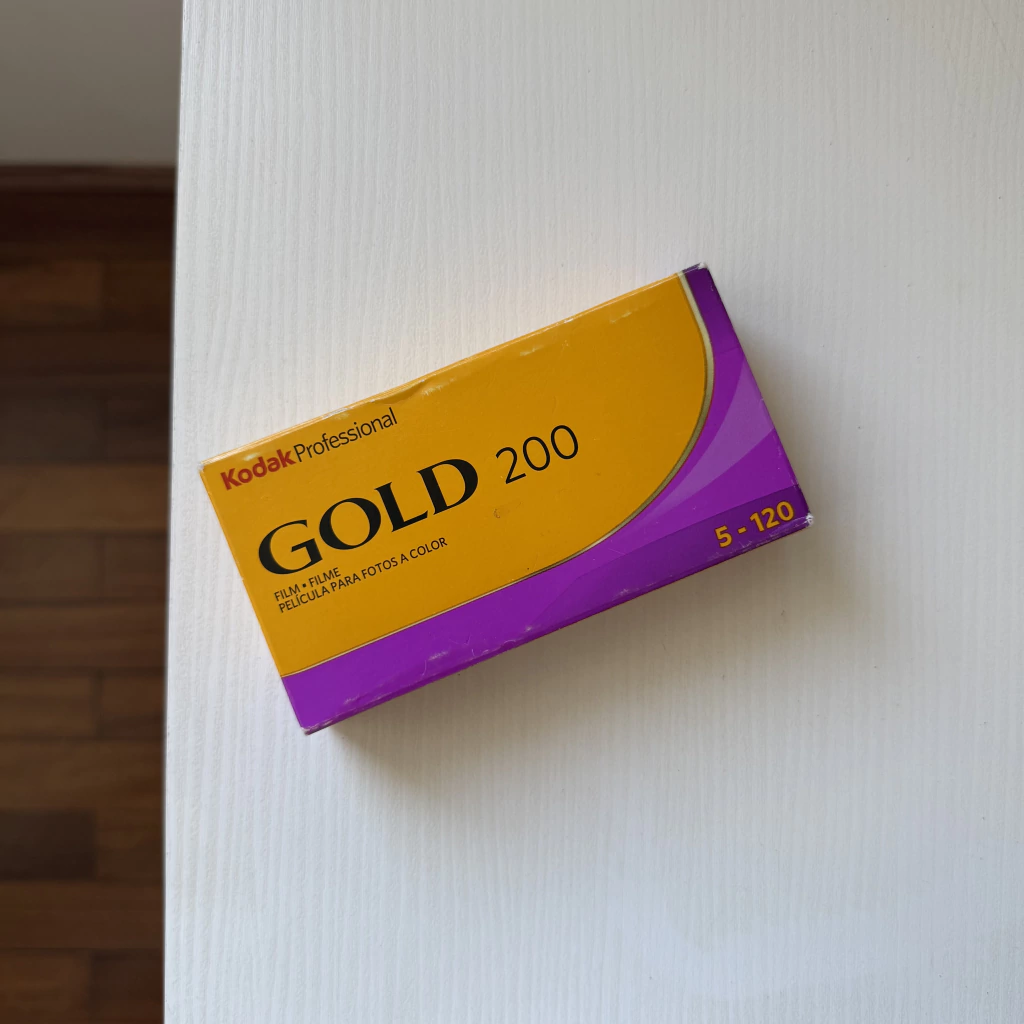 Kodak Professional
GOLD 200
FILM • FILME
PELÍCULA PARA FOTOS A COLOR
5 - 120